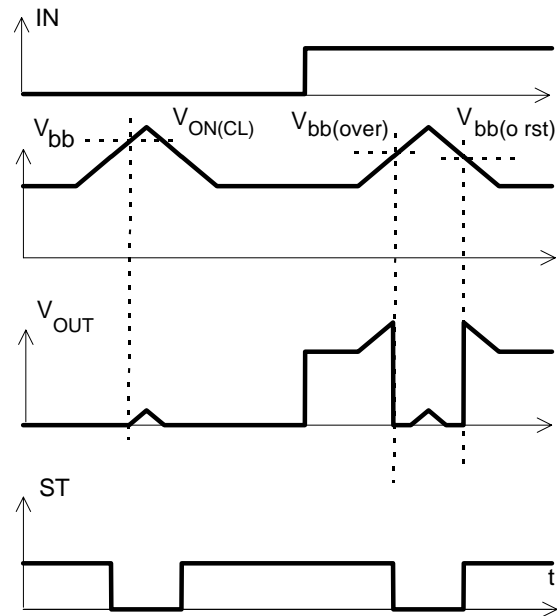 IN
V_bb
V_ON(CL)
V_bb(over)
V_bb(o rst)
V_OUT
ST
t